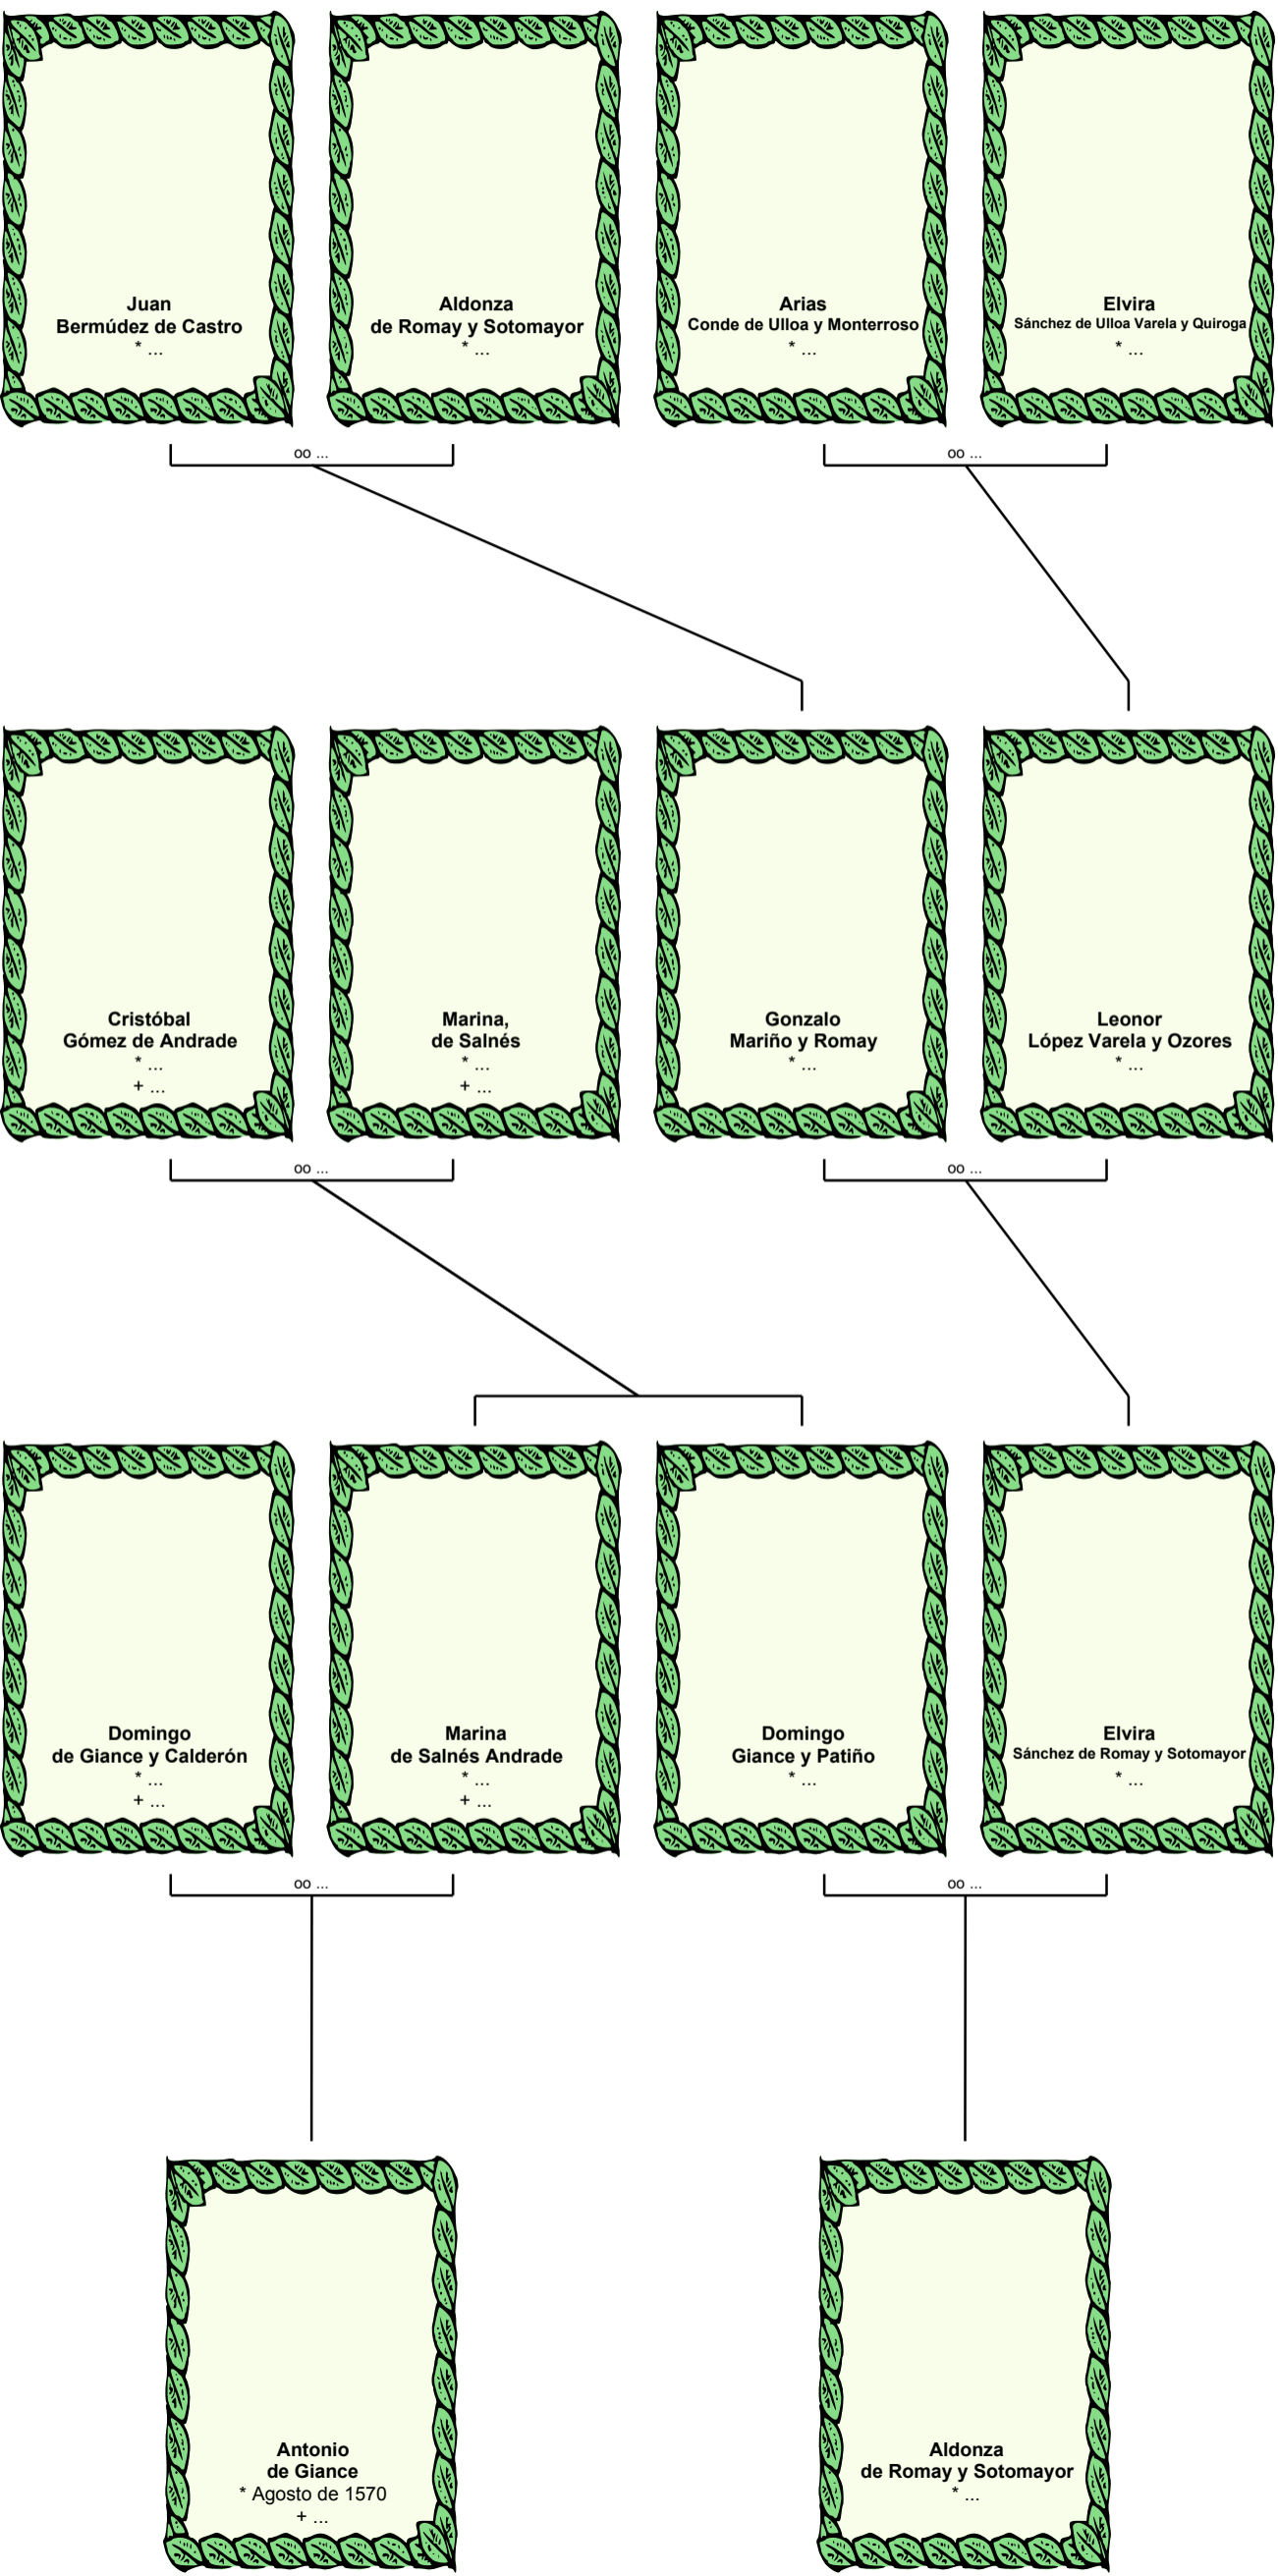 Juan
Bermúdez de Castro
* ...
Aldonza
de Romay y Sotomayor
* ...
Arias
Conde de Ulloa y Monterroso
* ...
Elvira
Sánchez de Ulloa Varela y Quiroga
* ...
oo ...
oo ...
Cristóbal
Gómez de Andrade
* ...
+ ...
Marina,
de Salnés
* ...
+ ...
Gonzalo
Mariño y Romay
* ...
Leonor
López Varela y Ozores
* ...
oo ...
oo ...
Domingo
de Giance y Calderón
* ...
+ ...
Marina
de Salnés Andrade
* ...
+ ...
Domingo
Giance y Patiño
* ...
Elvira
Sánchez de Romay y Sotomayor
* ...
oo ...
oo ...
Antonio
de Giance
* Agosto de 1570
+ ...
Aldonza
de Romay y Sotomayor
* ...